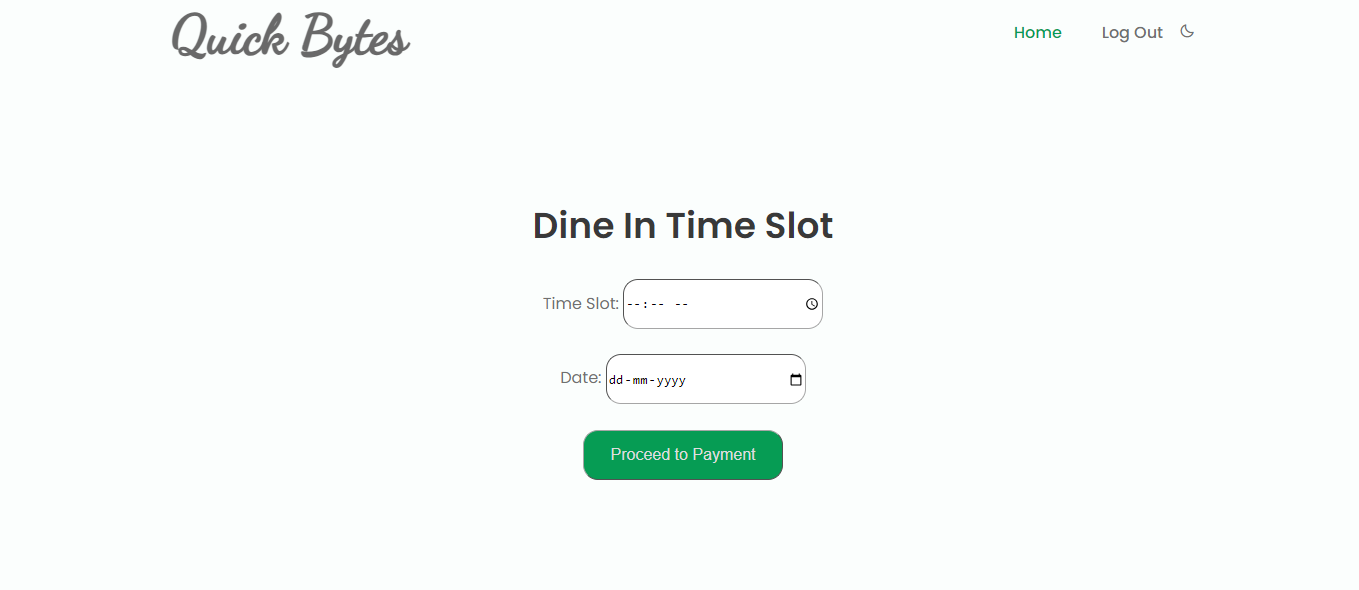 Quick Bytes
Home
Log Out
Dine In Time Slot
Time Slot: --:-- --
Date: dd-mm-yyyy
Proceed to Payment